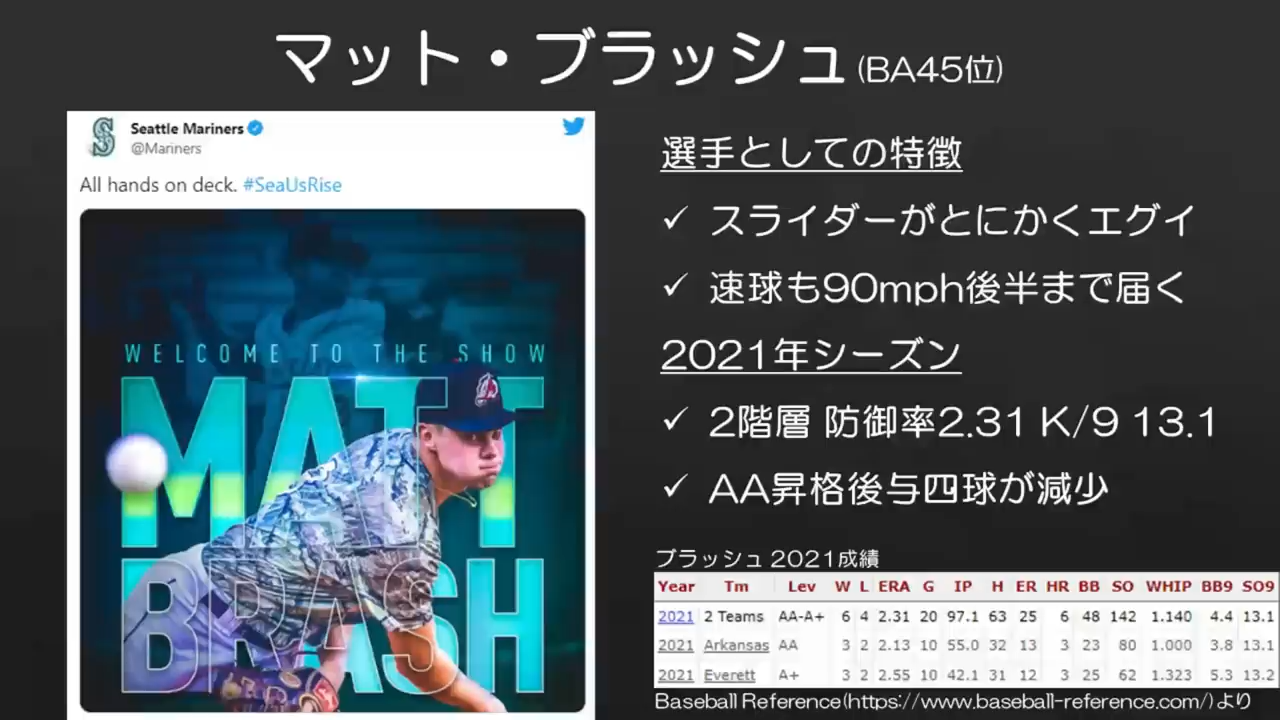 マット・ブラッシュ(BA45位)
Seattle Mariners
@Mariners
All hands on deck. #SeaUsRise
WELCOME TO THE SHOW
MATT
BRASH
選手としての特徴
✓ スライダーがとにかくエグイ
✓ 速球も90mph後半まで届く
2021年シーズン
✓ 2階層 防御率2.31 K/9 13.1
✓ AA昇格後与四球が減少
ブラッシュ 2021成績
Year Tm Lev W L ERA G IP H ER HR BB SO WHIP BB9 SO9
2021 2 Teams AA-A+ 6 4 2.31 20 97.1 63 25 6 48 142 1.140 4.4 13.1
2021 Arkansas AA 3 2 2.13 10 55.0 32 13 3 23 80 1.000 3.8 13.1
2021 Everett A+ 3 2 2.55 10 42.1 31 12 3 25 62 1.323 5.3 13.2
Baseball Reference(https://www.baseball-reference.com/)より